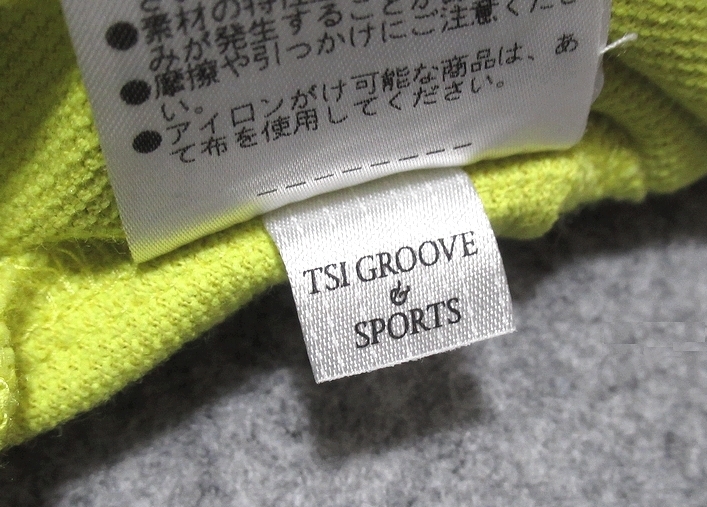 素材の特性
みが発生することが
摩擦や引っかけにご注意くだ
い。
アイロンがけ可能な商品は、あ
て布を使用してください。
TSI GROOVE
&
SPORTS